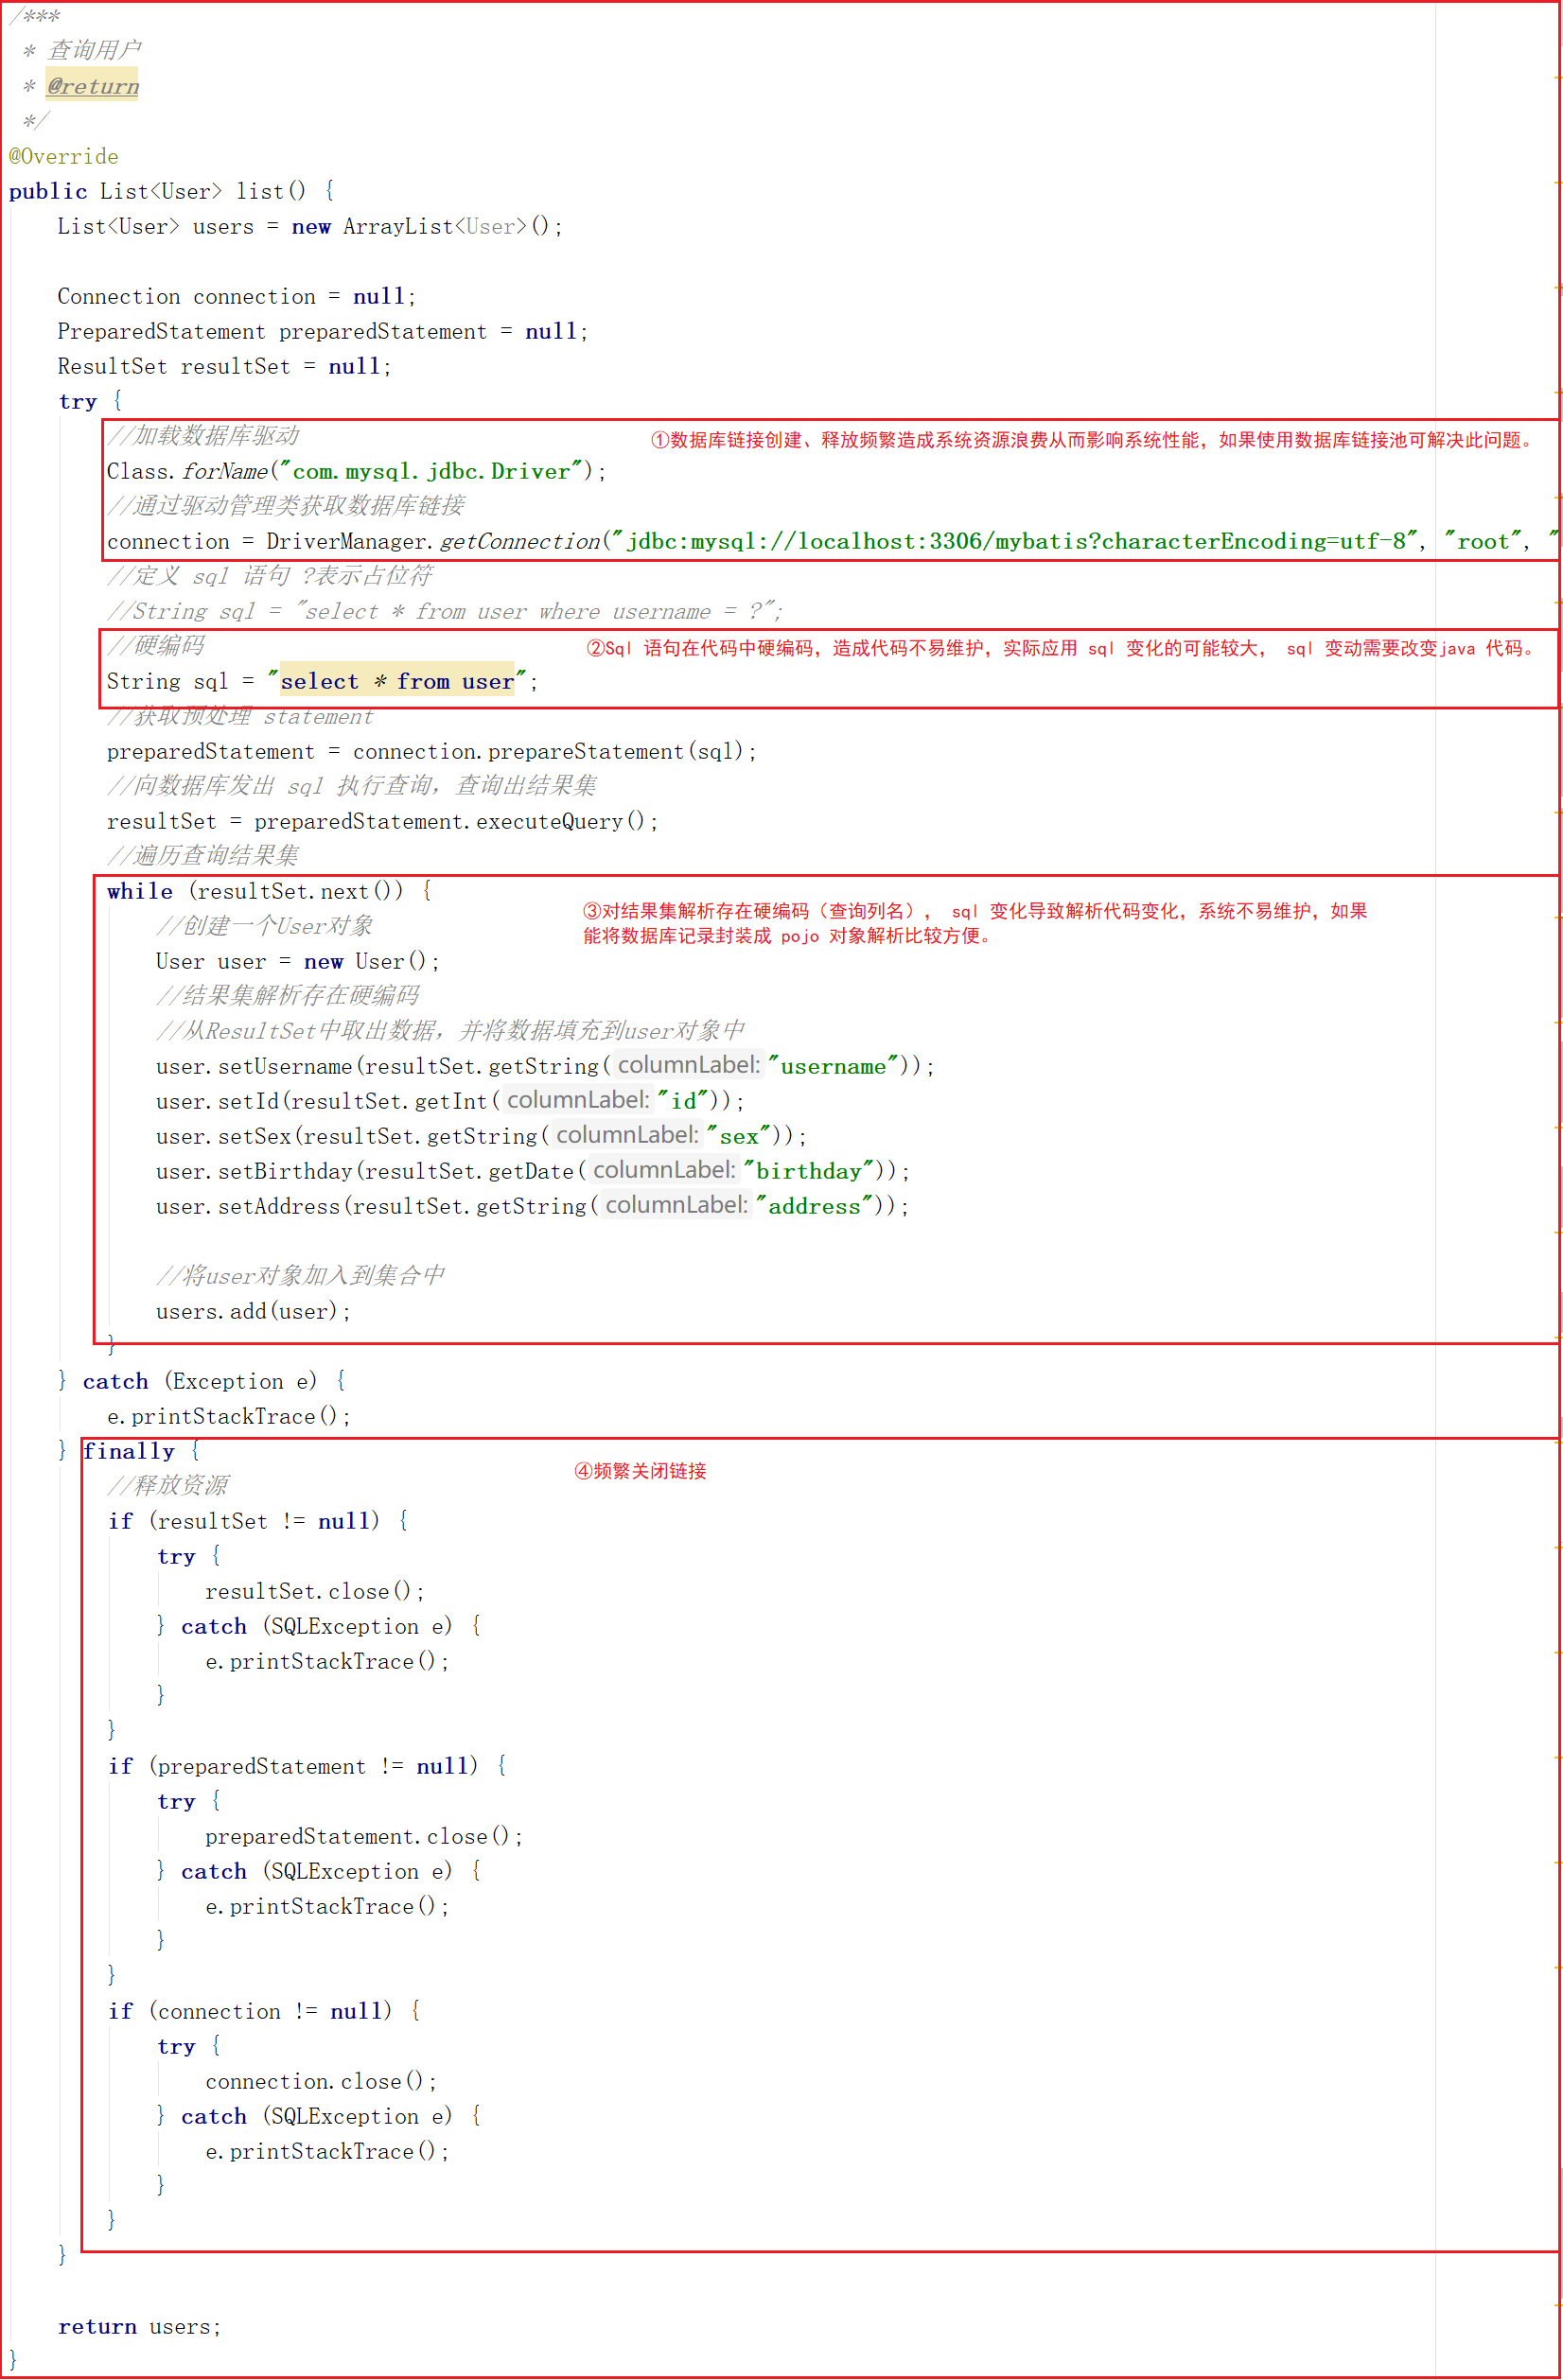 /***
 * 查询用户
 * @return
 */
@Override
public List<User> list() {
    List<User> users = new ArrayList<User>();

    Connection connection = null;
    PreparedStatement preparedStatement = null;
    ResultSet resultSet = null;
    try {
        //加载数据库驱动
①数据库链接创建、释放频繁造成系统资源浪费从而影响系统性能，如果使用数据库链接池可解决此问题。
        Class.forName("com.mysql.jdbc.Driver");
        //通过驱动管理类获取数据库链接
        connection = DriverManager.getConnection("jdbc:mysql://localhost:3306/mybatis?characterEncoding=utf-8", "root", "
        //定义 sql 语句 ?表示占位符
        //String sql = "select * from user where username = ?";
        //硬编码
②Sql 语句在代码中硬编码，造成代码不易维护，实际应用 sql 变化的可能较大， sql 变动需要改变java 代码。
        String sql = "select * from user";
        //获取预处理 statement
        preparedStatement = connection.prepareStatement(sql);
        //向数据库发出 sql 执行查询，查询出结果集
        resultSet = preparedStatement.executeQuery();
        //遍历查询结果集
        while (resultSet.next()) {
③对结果集解析存在硬编码（查询列名）， sql 变化导致解析代码变化，系统不易维护，如果
能将数据库记录封装成 pojo 对象解析比较方便。
            //创建一个User对象
            User user = new User();
            //结果集解析存在硬编码
            //从ResultSet中取出数据，并将数据填充到user对象中
            user.setUsername(resultSet.getString( columnLabel: "username"));
            user.setId(resultSet.getInt( columnLabel: "id"));
            user.setSex(resultSet.getString( columnLabel: "sex"));
            user.setBirthday(resultSet.getDate( columnLabel: "birthday"));
            user.setAddress(resultSet.getString( columnLabel: "address"));

            //将user对象加入到集合中
            users.add(user);
        }
    } catch (Exception e) {
        e.printStackTrace();
    } finally {
④频繁关闭链接
        //释放资源
        if (resultSet != null) {
            try {
                resultSet.close();
            } catch (SQLException e) {
                e.printStackTrace();
            }
        }
        if (preparedStatement != null) {
            try {
                preparedStatement.close();
            } catch (SQLException e) {
                e.printStackTrace();
            }
        }
        if (connection != null) {
            try {
                connection.close();
            } catch (SQLException e) {
                e.printStackTrace();
            }
        }
    }

    return users;
}